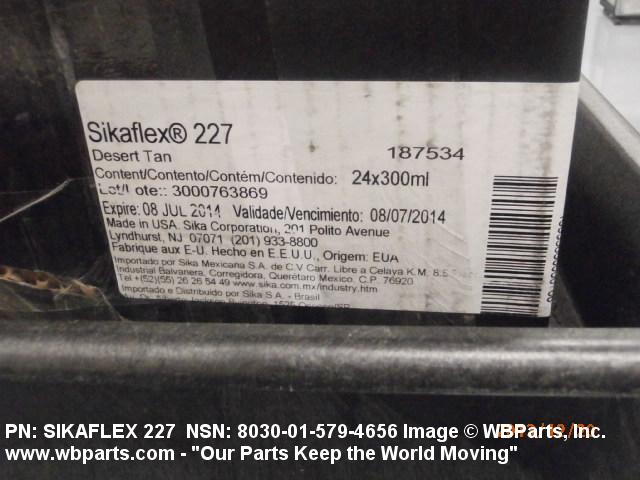 Sikaflex® 227
Desert Tan 187534
Content/Contento/Contém/Contenido: 24x300ml
Lot/Lote:: 3000763869
Expire: 08 JUL 2014 Validade/Vencimiento: 08/07/2014
Made in USA. Sika Corporation, 201 Polito Avenue
Lyndhurst, NJ 07071 (201) 933-8800
Fabrique aux E-U. Hecho en E.E.U.U., Origem: EUA
Importado por Sika Mexicana S.A. de C.V Carr. Libre a Celaya K.M. 8.5
Industrial Balvanera, Corregidora, Querétaro Mexico. C.P. 76920
Tel +(52)(55) 26 26 54 49 www.sika.com.mx/industry.htm
Importado e Distribuido por Sika S.A. - Brasil
PN: SIKAFLEX 227 NSN: 8030-01-579-4656 Image © WBParts, Inc.
www.wbparts.com - "Our Parts Keep the World Moving"